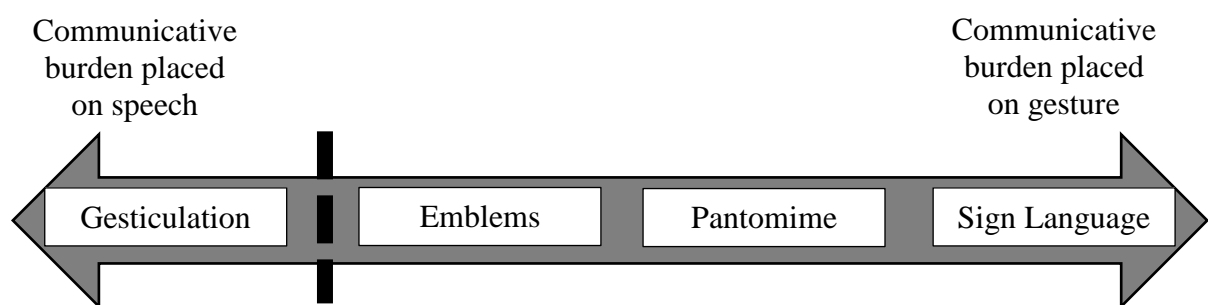 Communicative
burden placed
on speech
Communicative
burden placed
on gesture
Gesticulation
Emblems
Pantomime
Sign Language